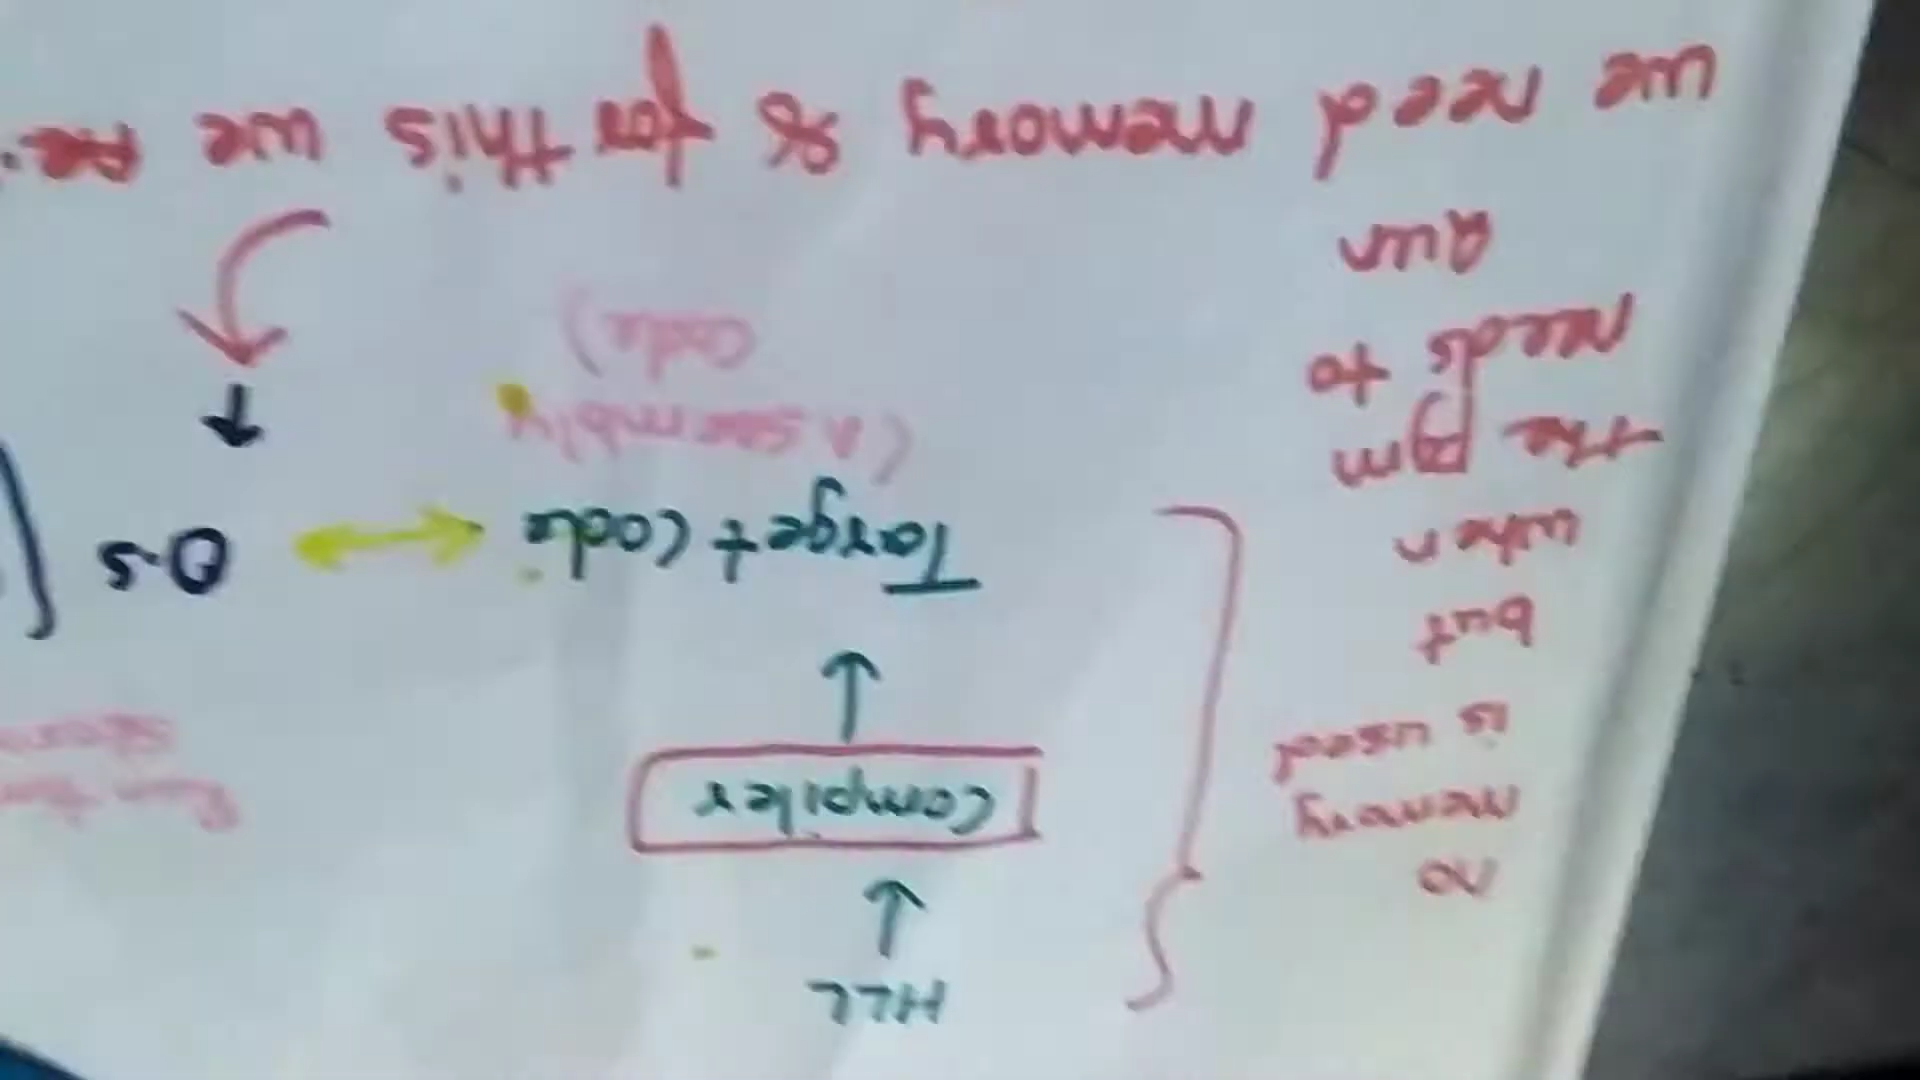 HLL
no
memory
is used
but
when
the pgm
needs to
Run
Compiler
Target Code
(Assembly
Code)
O.S
Run
we need memory & for this we